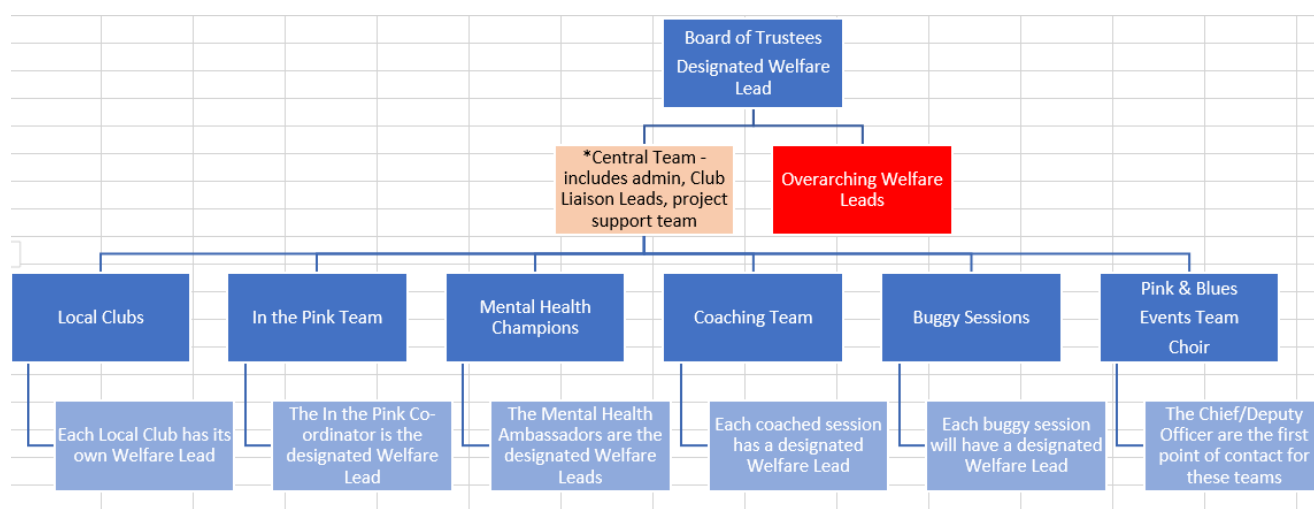 Board of Trustees
Designated Welfare
Lead
*Central Team -
includes admin, Club
Liaison Leads, project
support team
Overarching Welfare
Leads
Local Clubs
In the Pink Team
Mental Health
Champions
Coaching Team
Buggy Sessions
Pink & Blues
Events Team
Choir
Each Local Club has its
own Welfare Lead
The In the Pink Co-
ordinator is the
designated Welfare
Lead
The Mental Health
Ambassadors are the
designated Welfare
Leads
Each coached session
has a designated
Welfare Lead
Each buggy session
will have a designated
Welfare Lead
The Chief/Deputy
Officer are the first
point of contact for
these teams